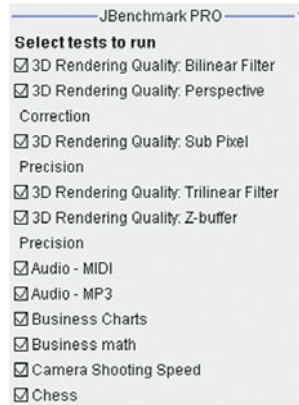 JBenchmark PRO
Select tests to run
3D Rendering Quality: Bilinear Filter
3D Rendering Quality: Perspective
Correction
3D Rendering Quality: Sub Pixel
Precision
3D Rendering Quality: Trilinear Filter
3D Rendering Quality: Z-buffer
Precision
Audio - MIDI
Audio - MP3
Business Charts
Business math
Camera Shooting Speed
Chess